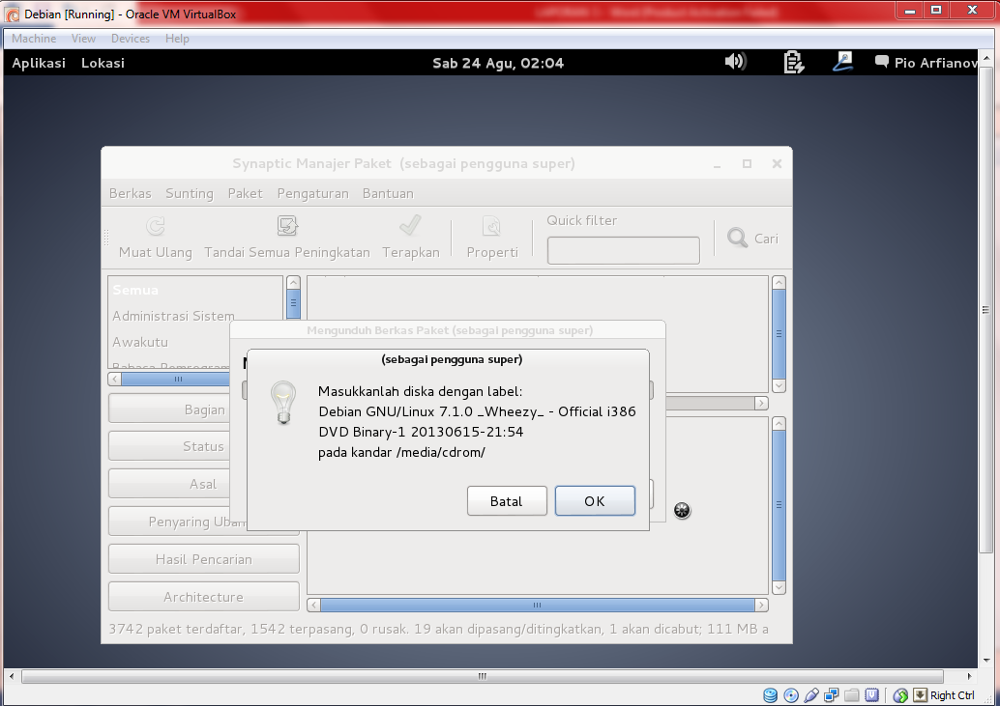 Debian [Running] - Oracle VM VirtualBox
Machine View Devices Help
Aplikasi Lokasi Sab 24 Agu, 02:04 Pio Arfianov
Synaptic Manajer Paket (sebagai pengguna super)
Berkas Sunting Paket Pengaturan Bantuan
Quick filter
Muat Ulang Tandai Semua Peningkatan Terapkan Properti Cari
Semua
Administrasi Sistem
Awakutu
Bahasa Pemrogram
Mengunduh Berkas Paket (sebagai pengguna super)
(sebagai pengguna super)
Masukkanlah diska dengan label:
Debian GNU/Linux 7.1.0 _Wheezy_ - Official i386
DVD Binary-1 20130615-21:54
pada kandar /media/cdrom/
Batal OK
Bagian
Status
Asal
Penyaring Uban
Hasil Pencarian
Architecture
3742 paket terdaftar, 1542 terpasang, 0 rusak. 19 akan dipasang/ditingkatkan, 1 akan dicabut; 111 MB a
Right Ctrl